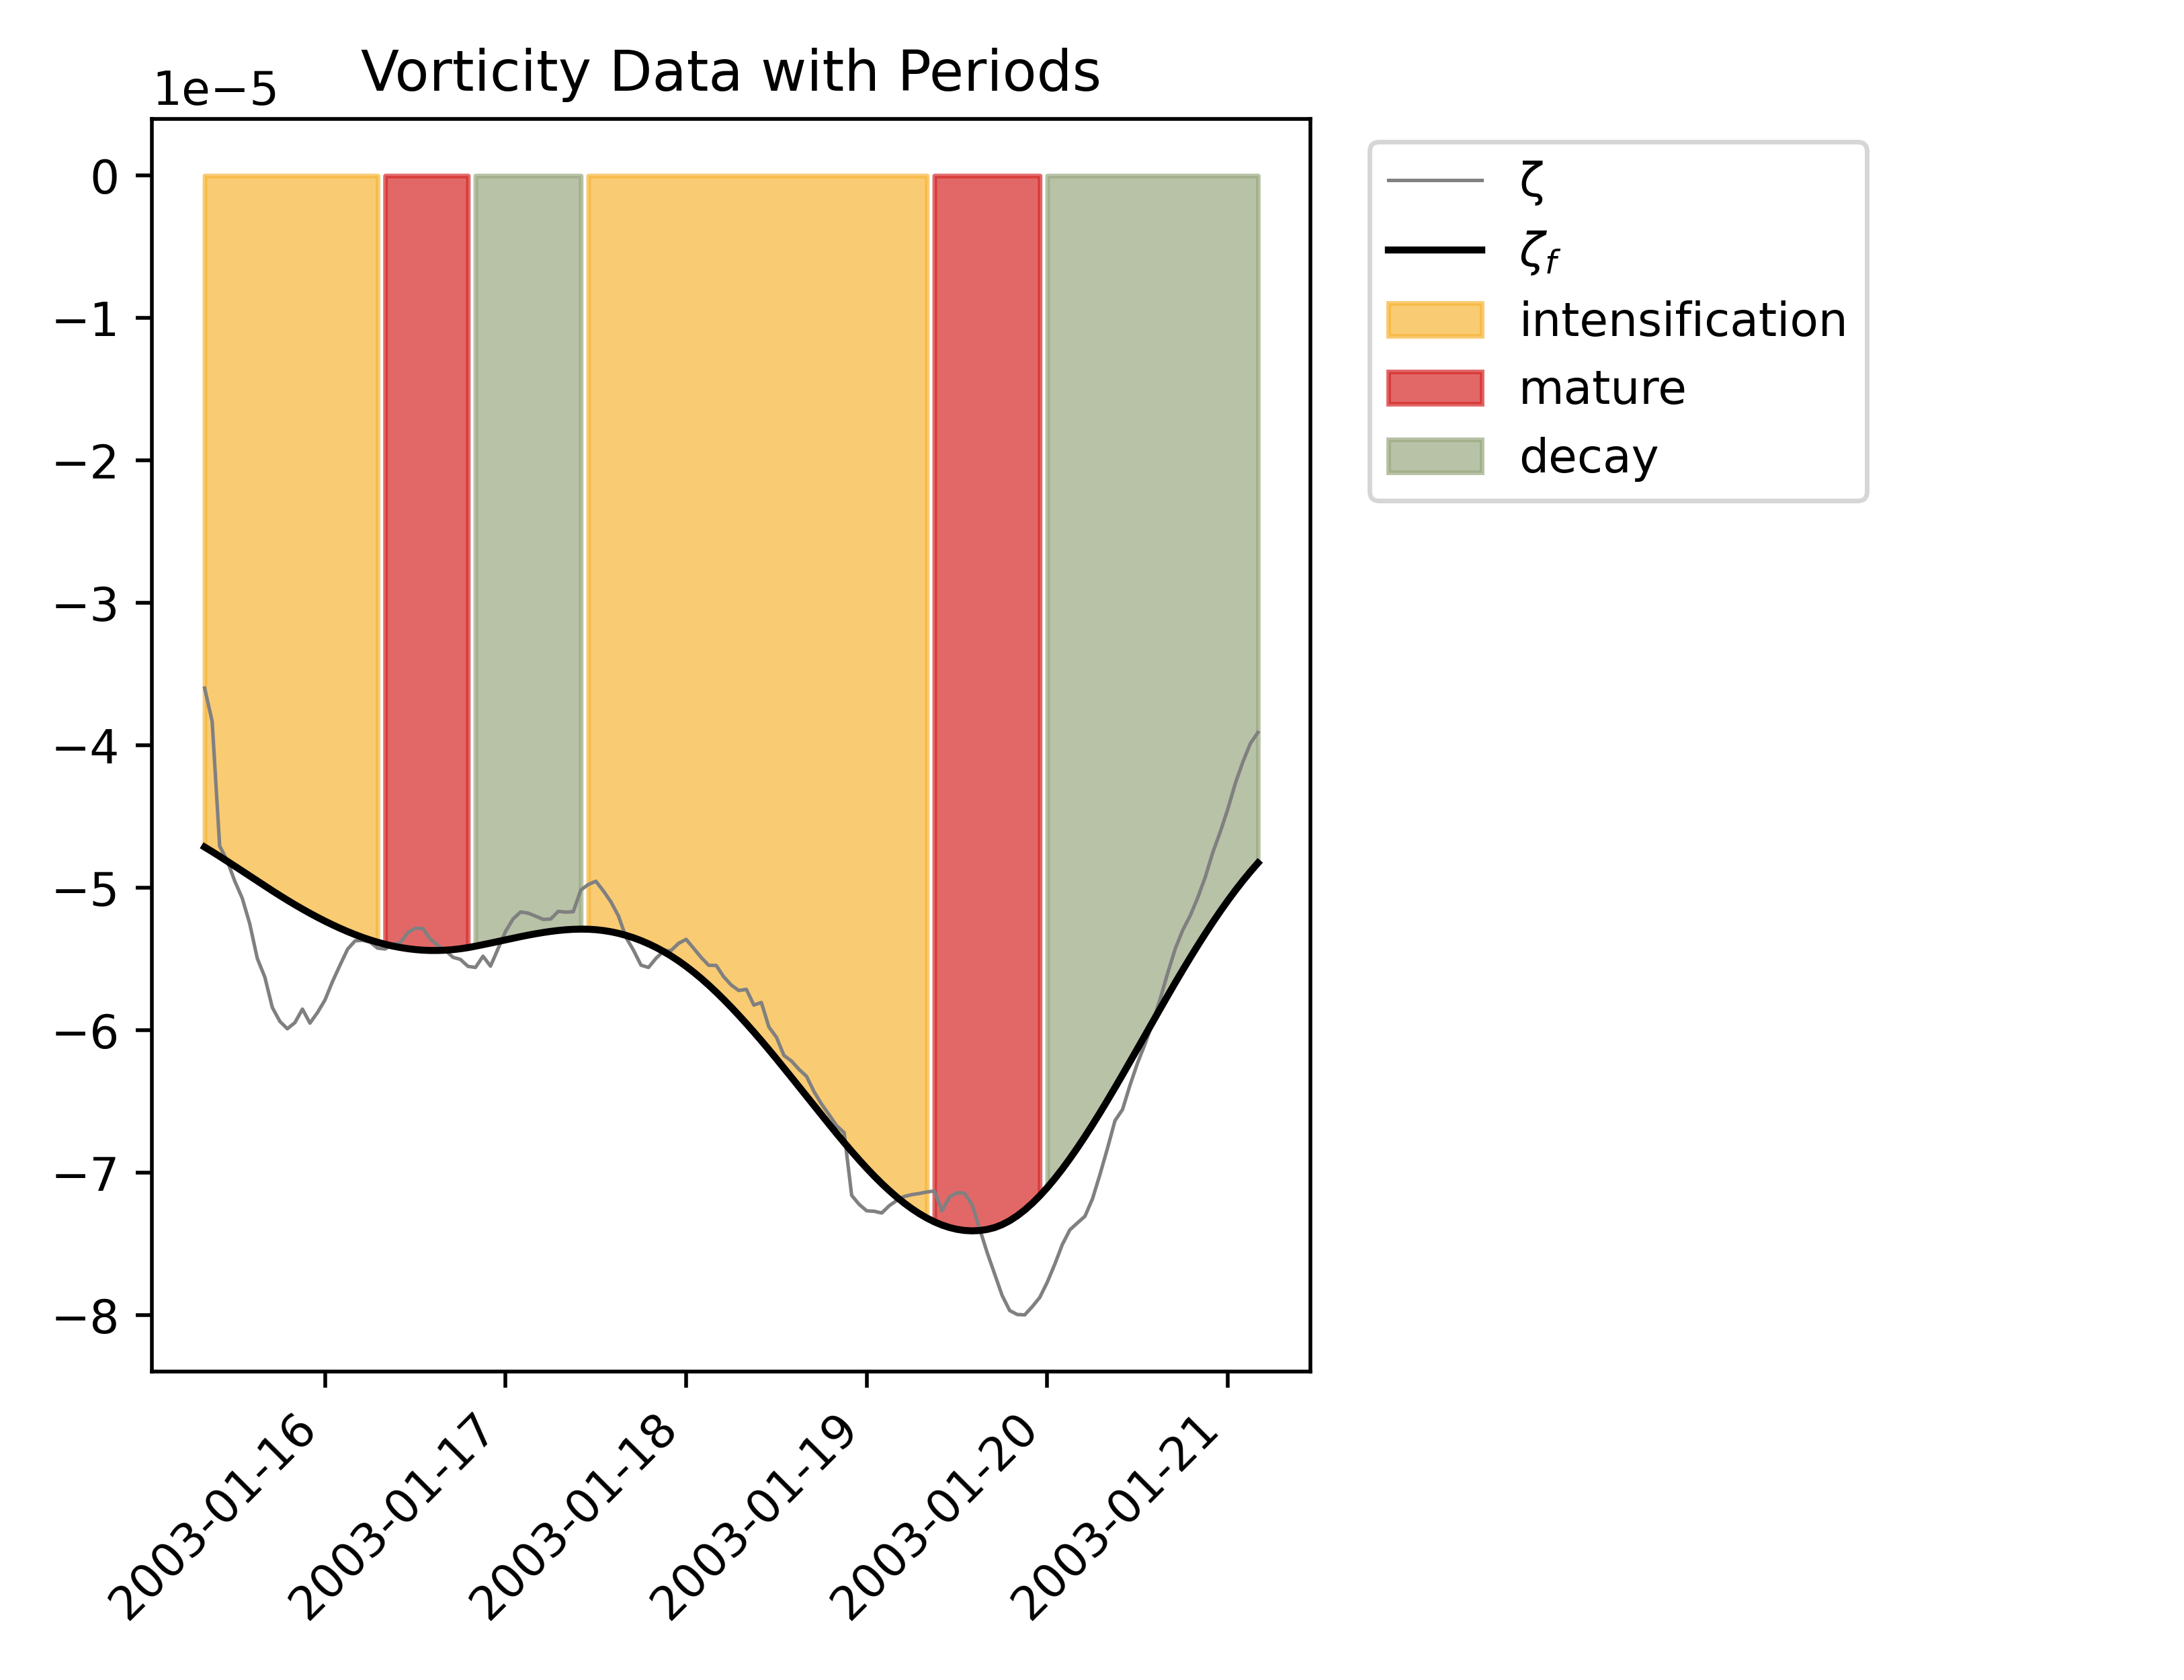 Vorticity Data with Periods
1e−5
0
−1
−2
−3
−4
−5
−6
−7
−8
2003-01-16
2003-01-17
2003-01-18
2003-01-19
2003-01-20
2003-01-21
ζ
ζf
intensification
mature
decay